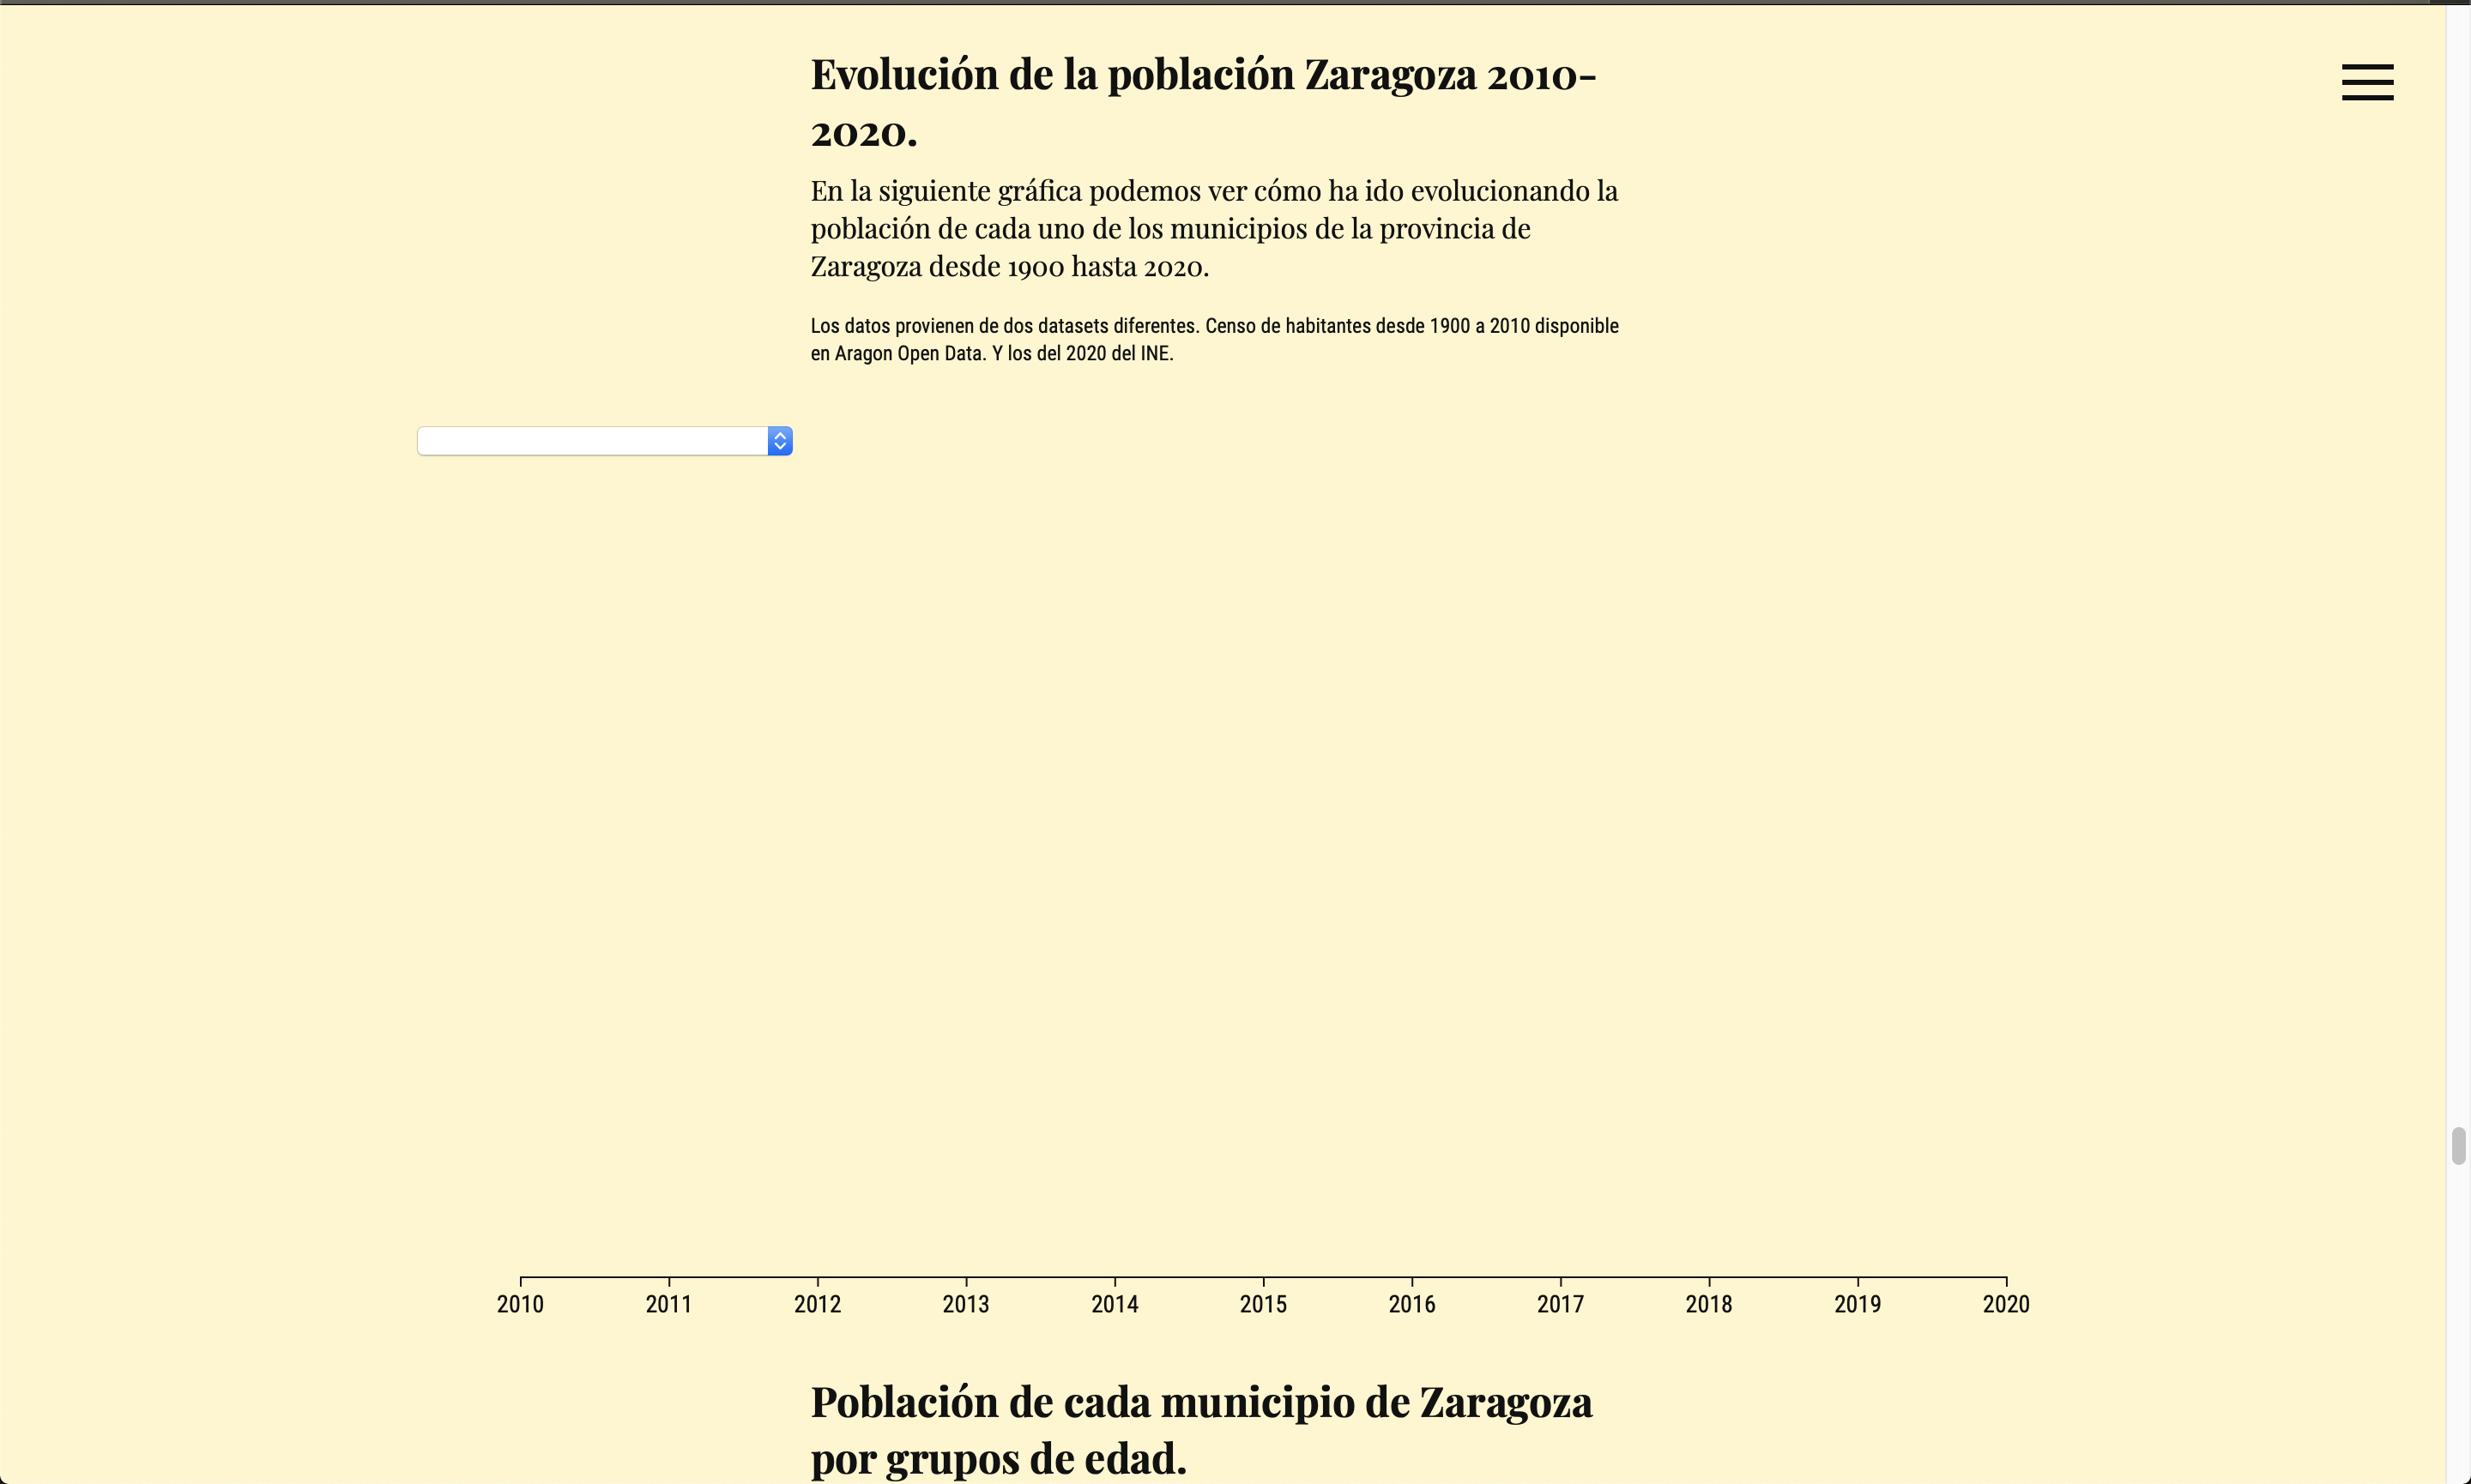 Evolución de la población Zaragoza 2010-
2020.
En la siguiente gráfica podemos ver cómo ha ido evolucionando la
población de cada uno de los municipios de la provincia de
Zaragoza desde 1900 hasta 2020.
Los datos provienen de dos datasets diferentes. Censo de habitantes desde 1900 a 2010 disponible
en Aragon Open Data. Y los del 2020 del INE.
2010 2011 2012 2013 2014 2015 2016 2017 2018 2019 2020
Población de cada municipio de Zaragoza
por grupos de edad.